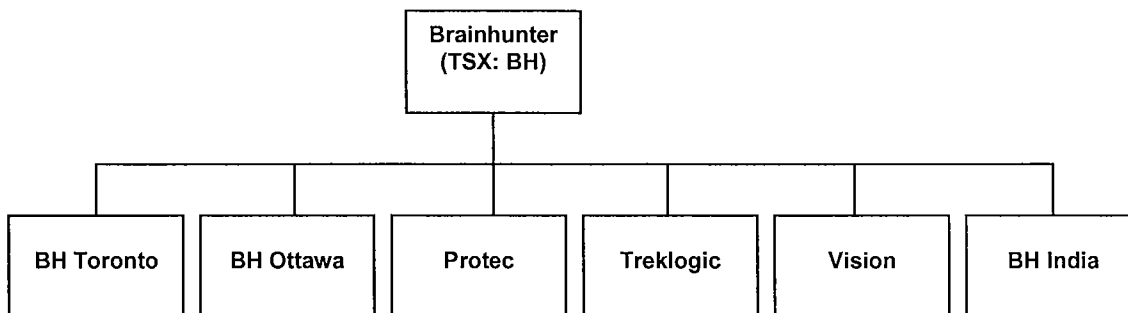 Brainhunter
(TSX: BH)
BH Toronto
BH Ottawa
Protec
Treklogic
Vision
BH India